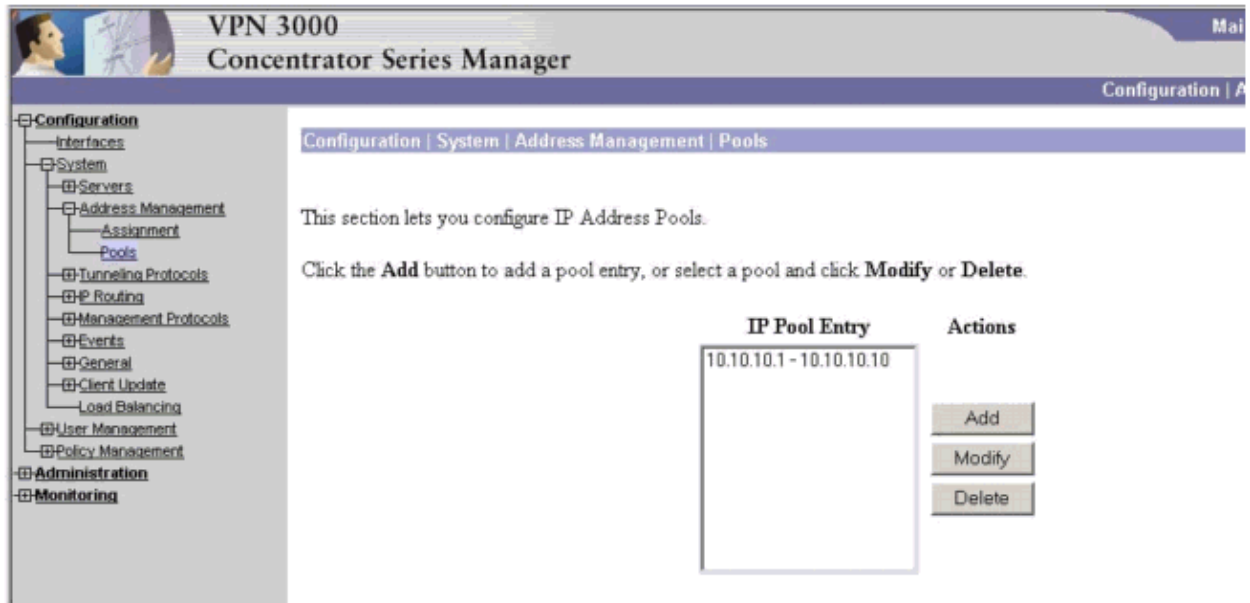 VPN 3000
Concentrator Series Manager
Configuration
Interfaces
System
Servers
Address Management
Assignment
Pools
Tunneling Protocols
IP Routing
Management Protocols
Events
General
Client Update
Load Balancing
User Management
Policy Management
Administration
Monitoring
Configuration |
Configuration | System | Address Management | Pools
This section lets you configure IP Address Pools.
Click the Add button to add a pool entry, or select a pool and click Modify or Delete.
IP Pool Entry Actions
10.10.10.1 - 10.10.10.10
Add
Modify
Delete